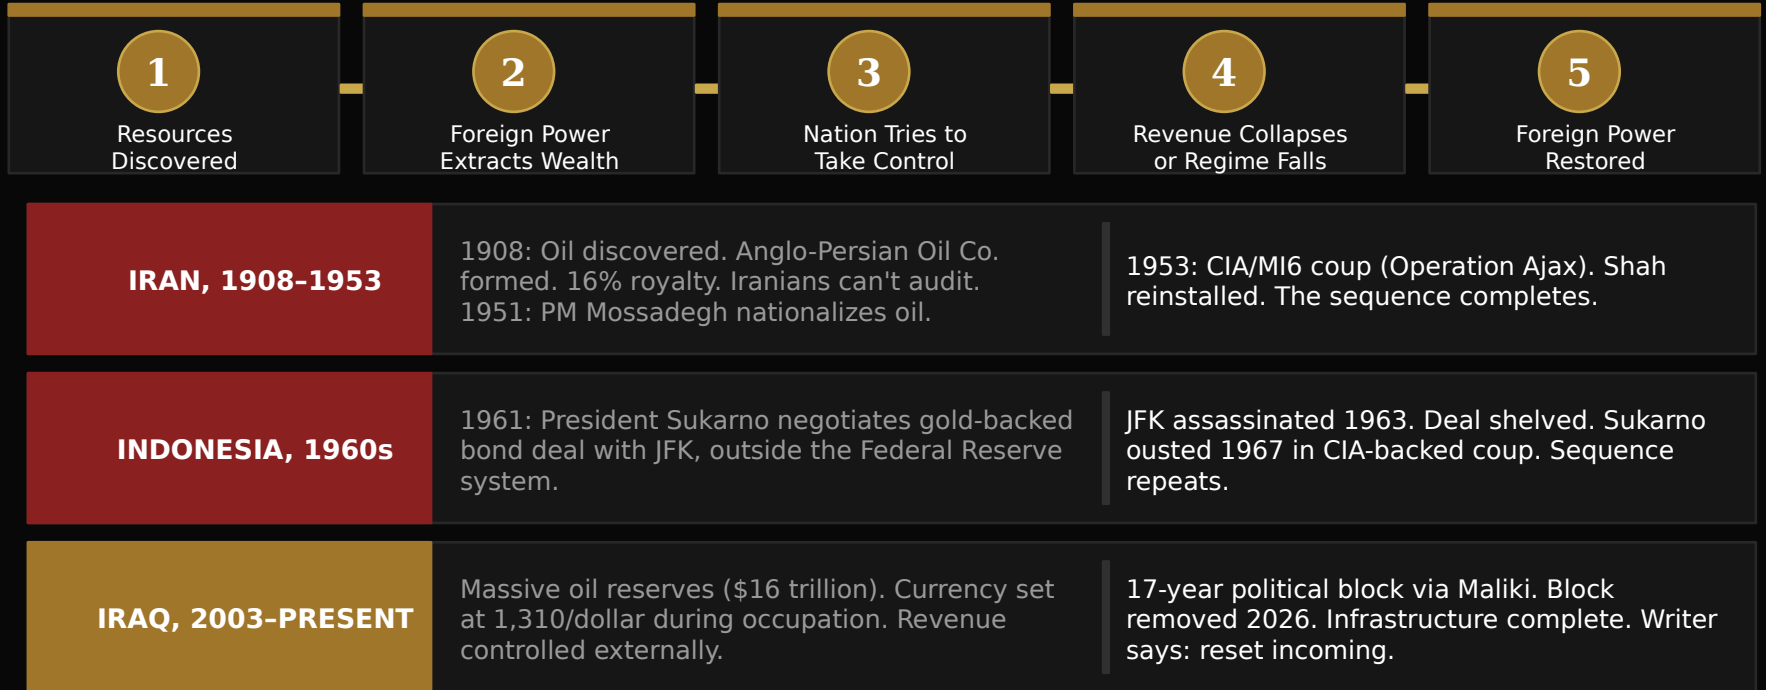 1
Resources
Discovered
2
Foreign Power
Extracts Wealth
3
Nation Tries to
Take Control
4
Revenue Collapses
or Regime Falls
5
Foreign Power
Restored
IRAN, 1908–1953
1908: Oil discovered. Anglo-Persian Oil Co.
formed. 16% royalty. Iranians can't audit.
1951: PM Mossadegh nationalizes oil.
1953: CIA/MI6 coup (Operation Ajax). Shah
reinstalled. The sequence completes.
INDONESIA, 1960s
1961: President Sukarno negotiates gold-backed
bond deal with JFK, outside the Federal Reserve
system.
JFK assassinated 1963. Deal shelved. Sukarno
ousted 1967 in CIA-backed coup. Sequence
repeats.
IRAQ, 2003–PRESENT
Massive oil reserves ($16 trillion). Currency set
at 1,310/dollar during occupation. Revenue
controlled externally.
17-year political block via Maliki. Block
removed 2026. Infrastructure complete. Writer
says: reset incoming.